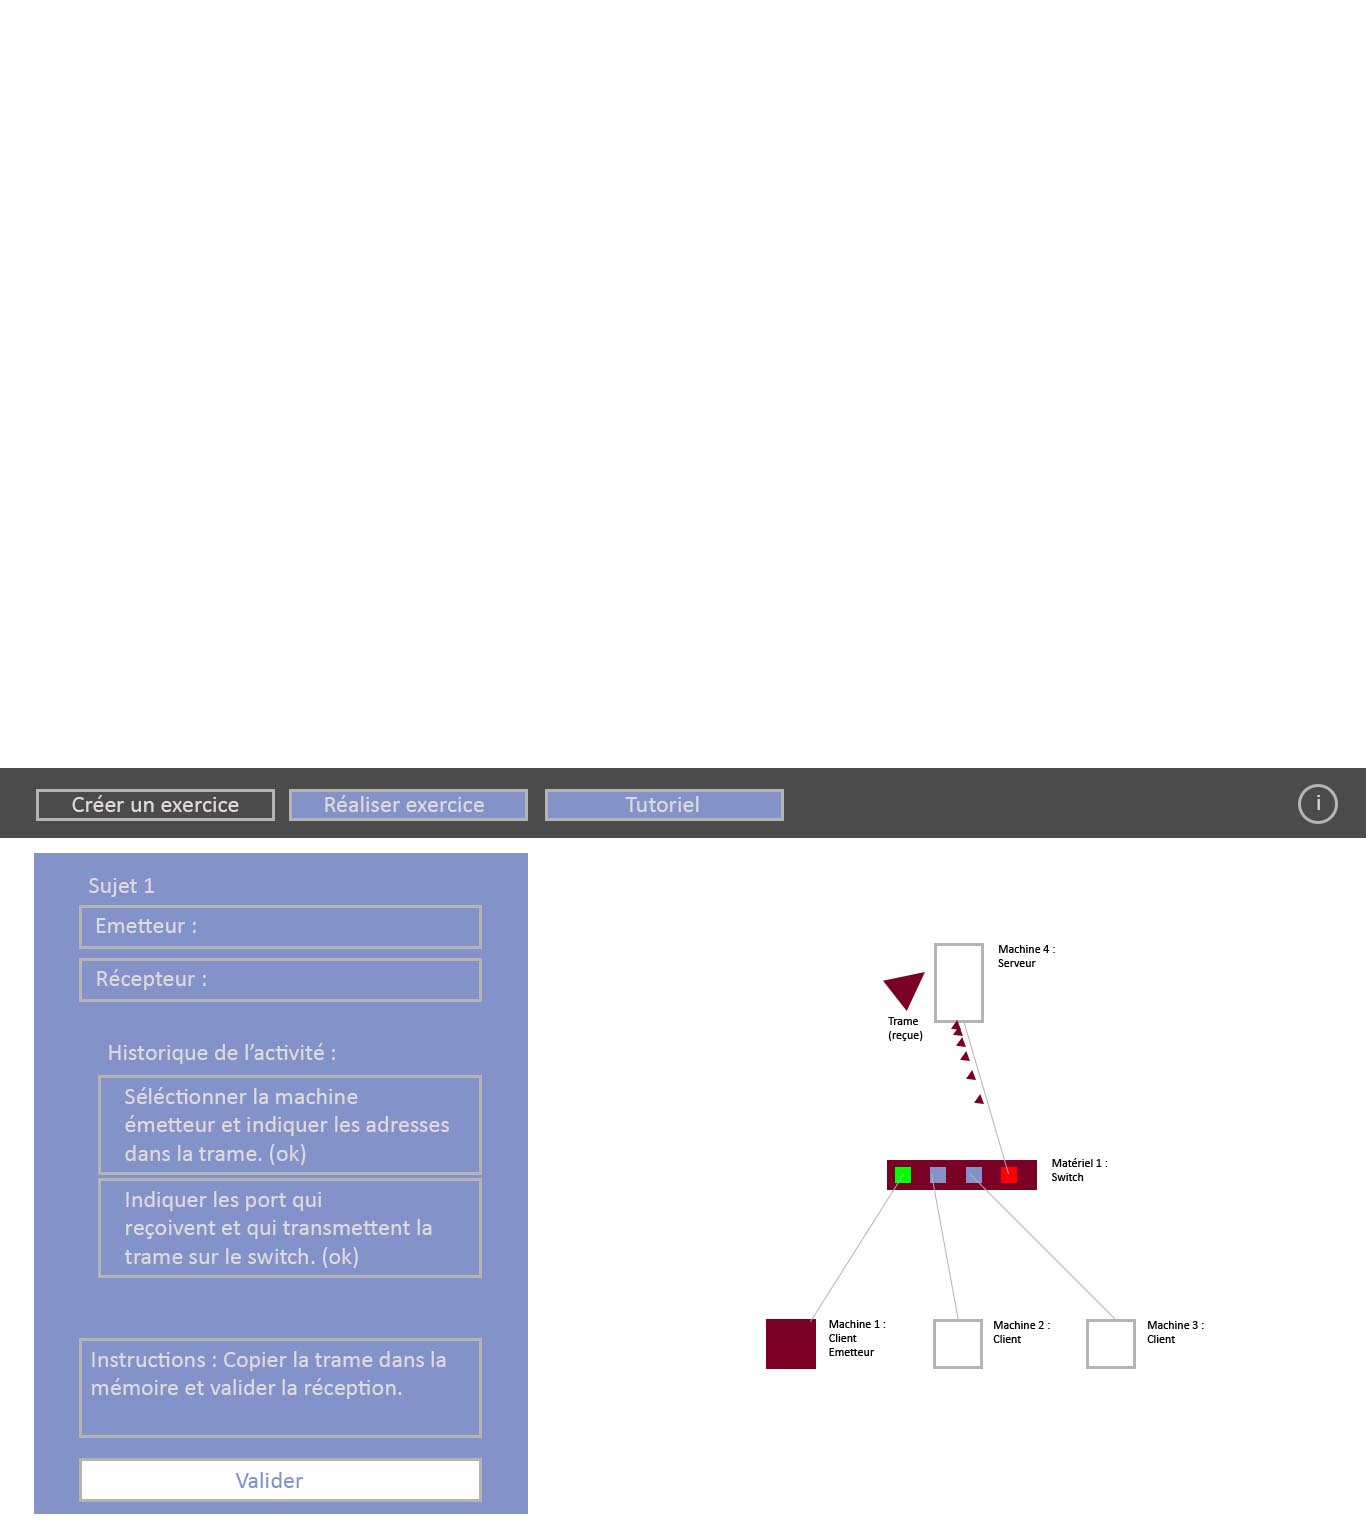 Créer un exercice
Réaliser exercice
Tutoriel
i
Sujet 1
Emetteur :
Récepteur :
Historique de l’activité :
Séléctionner la machine
émetteur et indiquer les adresses
dans la trame. (ok)
Indiquer les port qui
reçoivent et qui transmettent la
trame sur le switch. (ok)
Instructions : Copier la trame dans la
mémoire et valider la réception.
Valider
Machine 4 :
Serveur
Trame
(reçue)
Matériel 1 :
Switch
Machine 1 :
Client
Emetteur
Machine 2 :
Client
Machine 3 :
Client